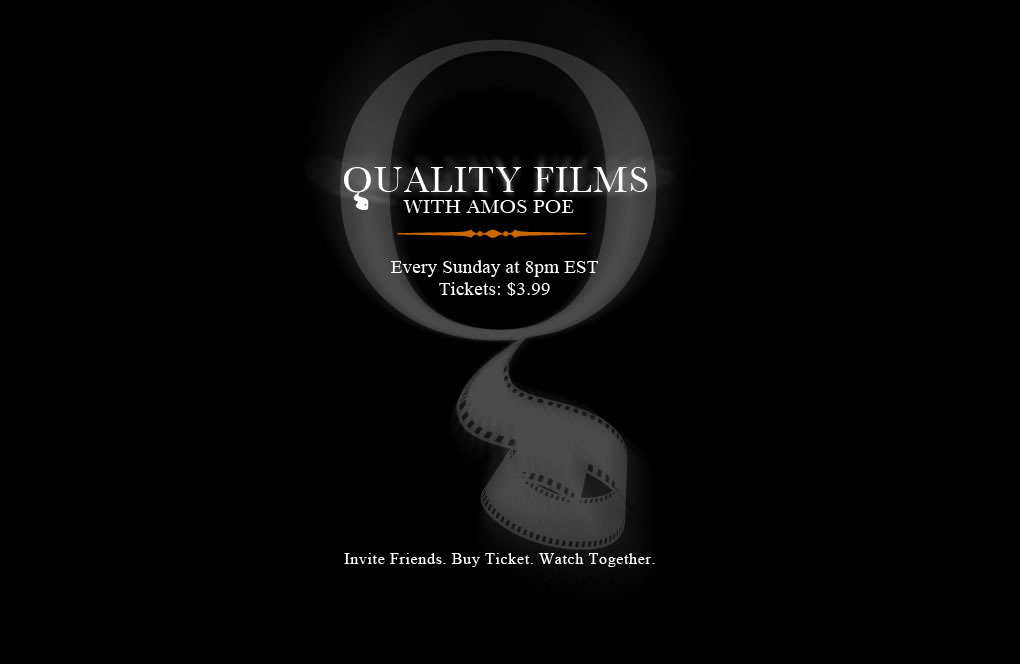 QUALITY FILMS
WITH AMOS POE
Every Sunday at 8pm EST
Tickets: $3.99
Invite Friends. Buy Ticket. Watch Together.